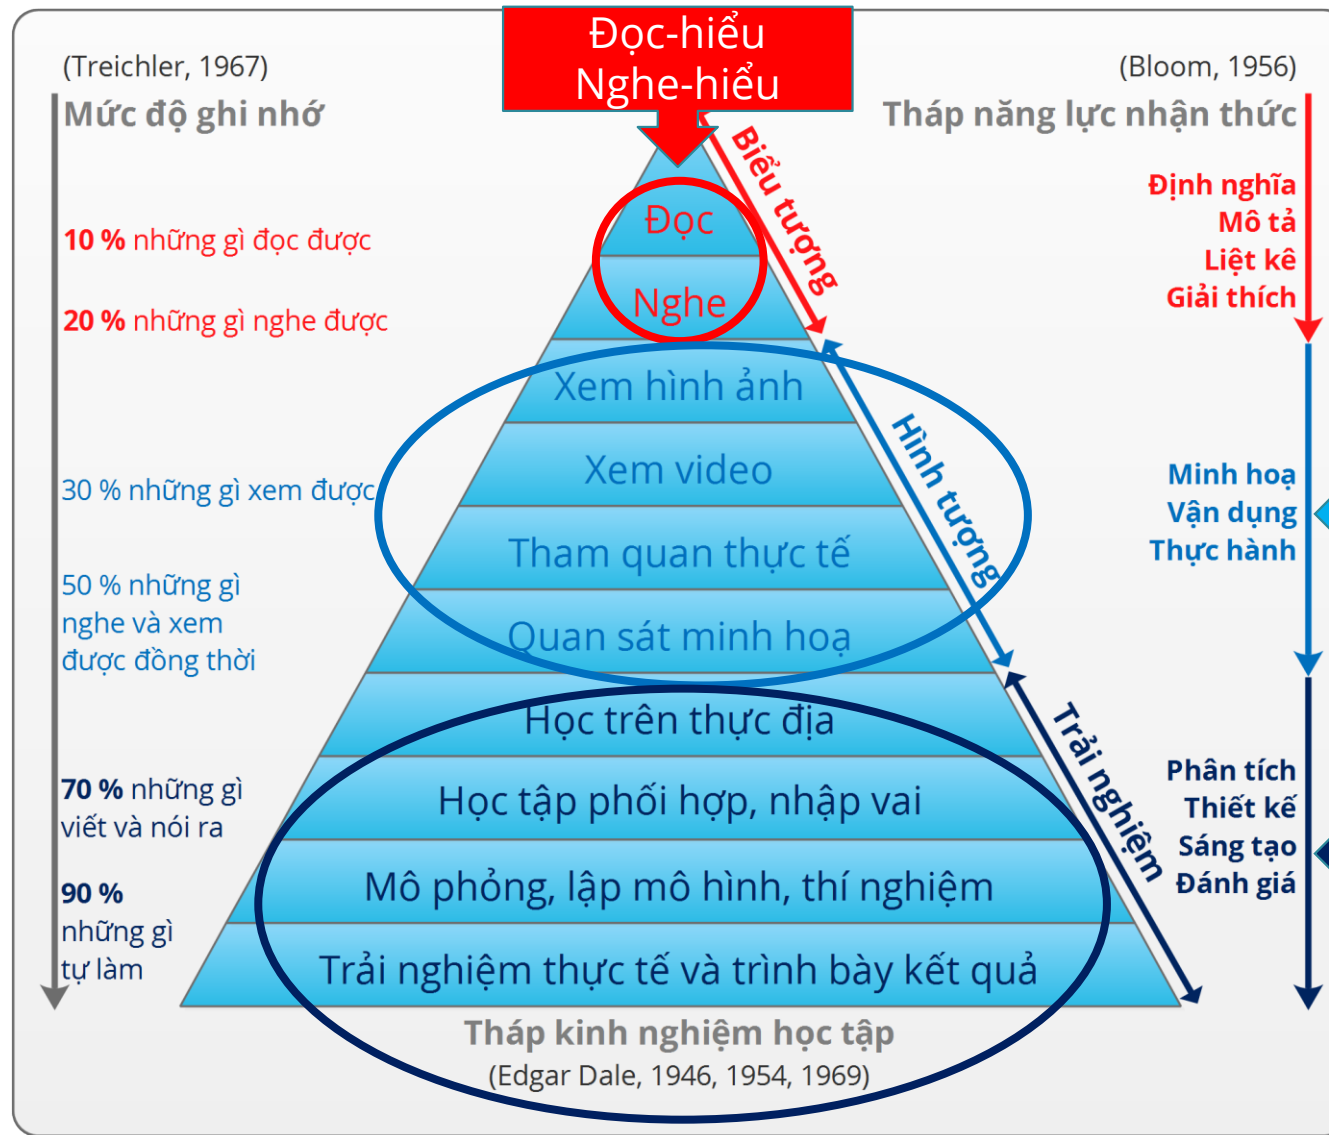 Đọc-hiểu
Nghe-hiểu
(Treichler, 1967)
Mức độ ghi nhớ
10 % những gì đọc được
20 % những gì nghe được
30 % những gì xem được
50 % những gì
nghe và xem
được đồng thời
70 % những gì
viết và nói ra
90 %
những gì
tự làm
Đọc
Nghe
Xem hình ảnh
Xem video
Tham quan thực tế
Quan sát minh hoạ
Học trên thực địa
Học tập phối hợp, nhập vai
Mô phỏng, lập mô hình, thí nghiệm
Trải nghiệm thực tế và trình bày kết quả
Tháp kinh nghiệm học tập
(Edgar Dale, 1946, 1954, 1969)
Biểu tượng
Hình tượng
Trải nghiệm
(Bloom, 1956)
Tháp năng lực nhận thức
Định nghĩa
Mô tả
Liệt kê
Giải thích
Minh hoạ
Vận dụng
Thực hành
Phân tích
Thiết kế
Sáng tạo
Đánh giá